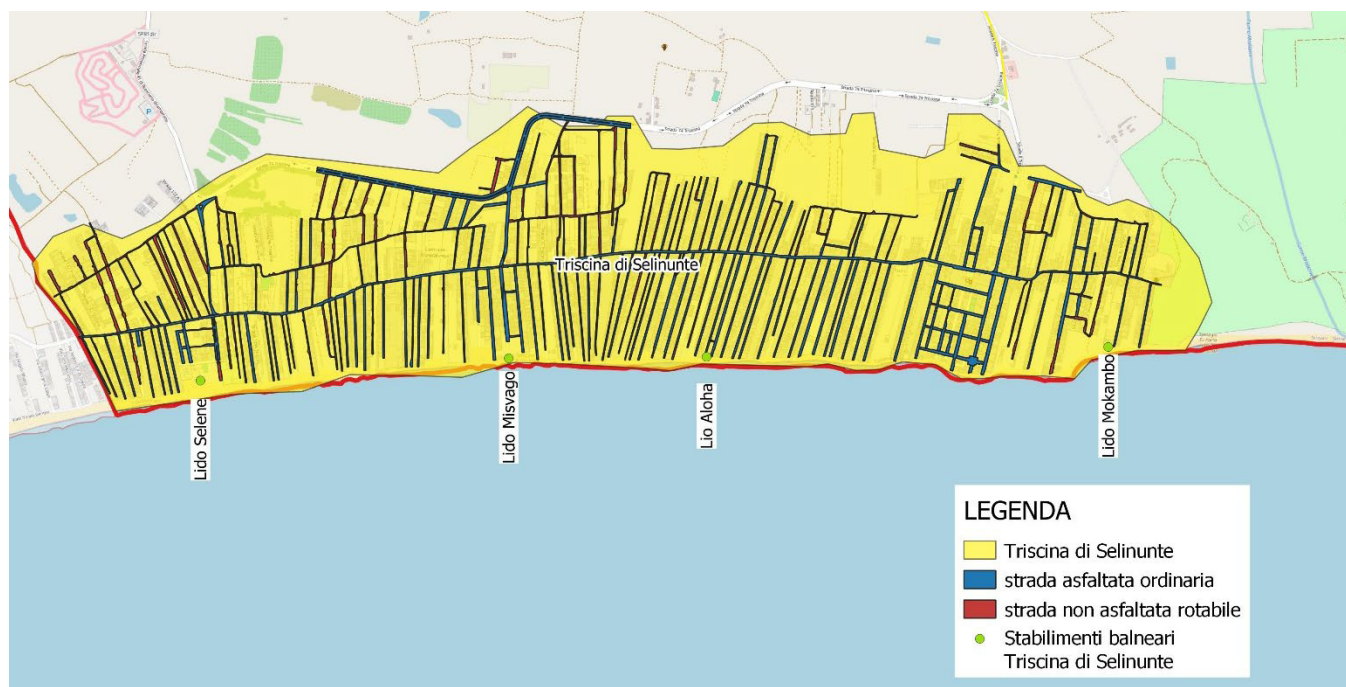 Triscina di Selinunte
Lido Selene
Lido Misvago
Lio Aloha
Lido Mokambo
LEGENDA
Triscina di Selinunte
strada asfaltata ordinaria
strada non asfaltata rotabile
Stabilimenti balneari
Triscina di Selinunte